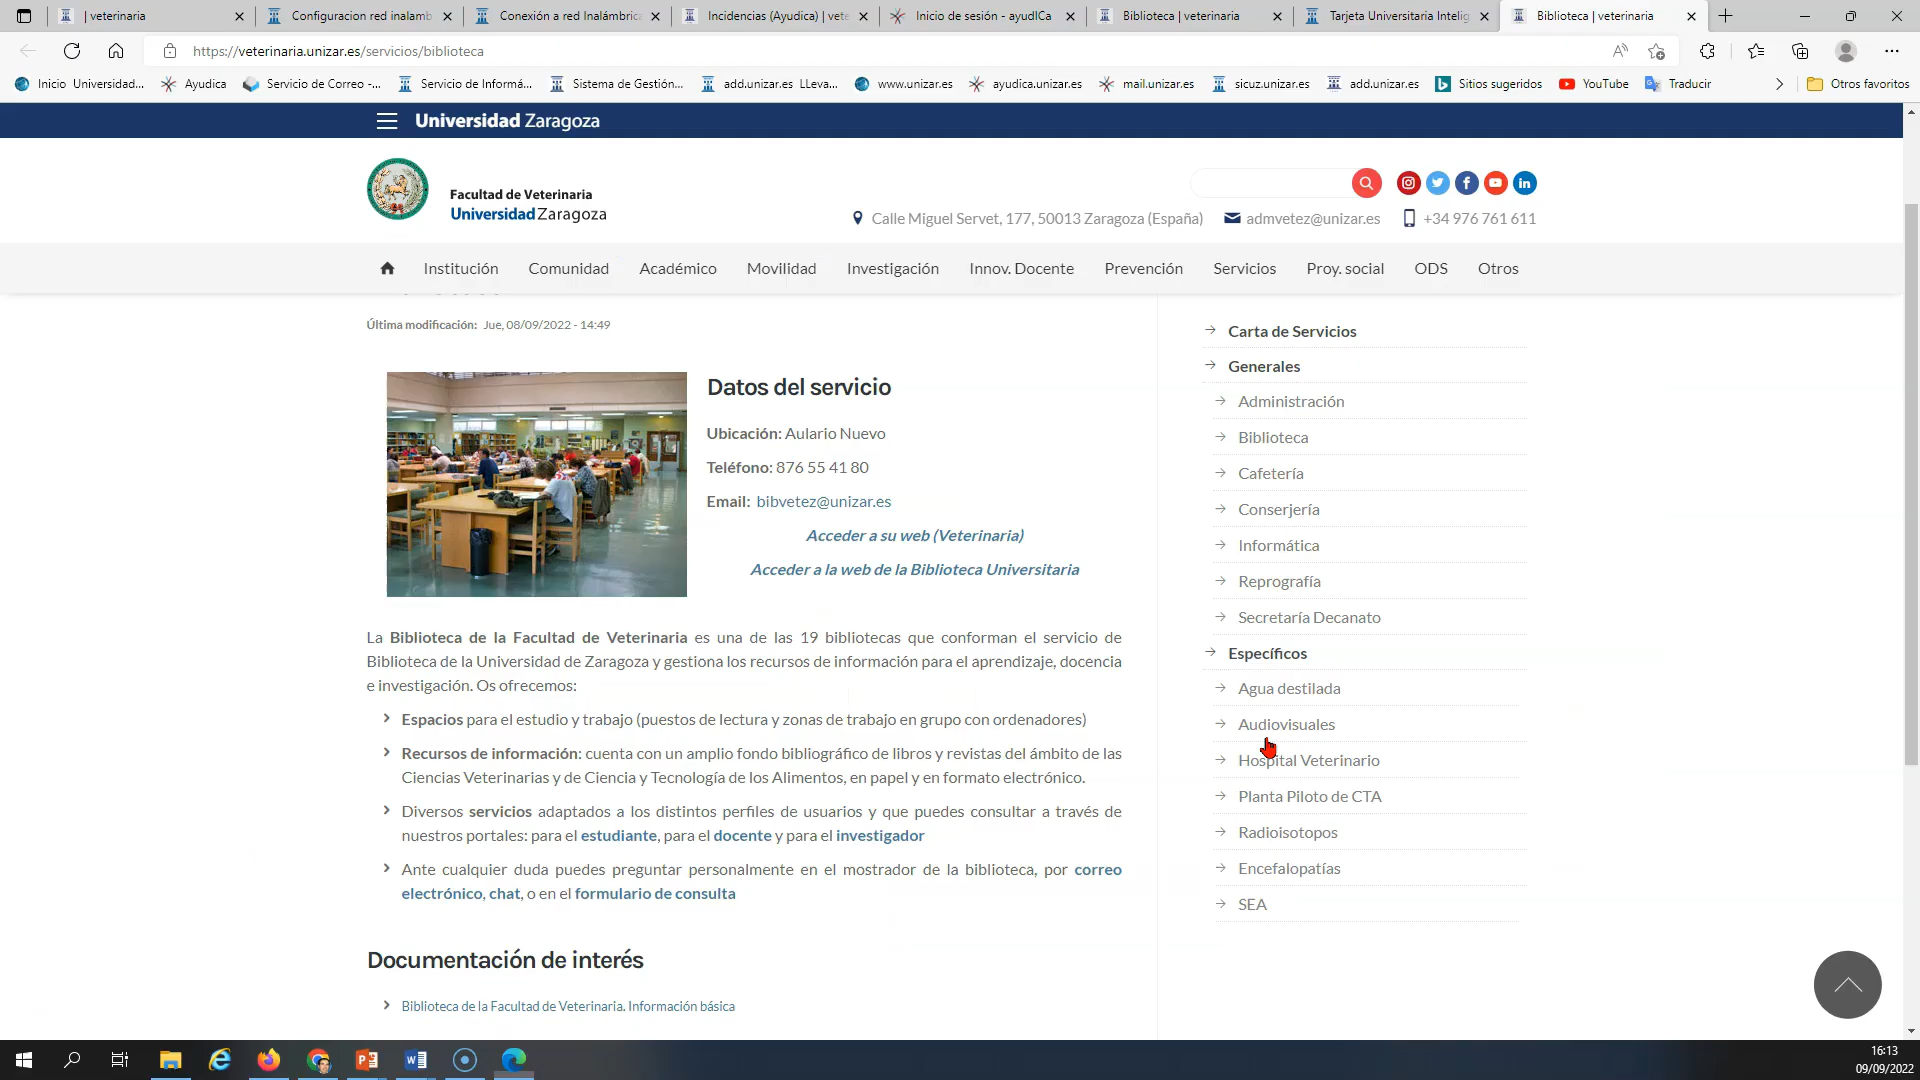 | veterinaria
Configuracion red inalamb
Conexión a red Inalámbric
Incidencias (Ayudica) | vete
Inicio de sesión - ayudICa
Biblioteca | veterinaria
Tarjeta Universitaria Intelig
Biblioteca | veterinaria
https://veterinaria.unizar.es/servicios/biblioteca
Inicio Universidad...
Ayudica
Servicio de Correo -...
Servicio de Informá...
Sistema de Gestión...
add.unizar.es LLeva...
www.unizar.es
ayudica.unizar.es
mail.unizar.es
sicuz.unizar.es
add.unizar.es
Sitios sugeridos
YouTube
Traducir
Otros favoritos
Universidad Zaragoza
Facultad de Veterinaria
Universidad Zaragoza
Calle Miguel Servet, 177, 50013 Zaragoza (España)
admvetez@unizar.es
+34 976 761 611
Institución
Comunidad
Académico
Movilidad
Investigación
Innov. Docente
Prevención
Servicios
Proy. social
ODS
Otros
Última modificación: Jue, 08/09/2022 - 14:49
Datos del servicio
Ubicación: Aulario Nuevo
Teléfono: 876 55 41 80
Email: bibvetez@unizar.es
Acceder a su web (Veterinaria)
Acceder a la web de la Biblioteca Universitaria
La Biblioteca de la Facultad de Veterinaria es una de las 19 bibliotecas que conforman el servicio de
Biblioteca de la Universidad de Zaragoza y gestiona los recursos de información para el aprendizaje, docencia
e investigación. Os ofrecemos:
Espacios para el estudio y trabajo (puestos de lectura y zonas de trabajo en grupo con ordenadores)
Recursos de información: cuenta con un amplio fondo bibliográfico de libros y revistas del ámbito de las
Ciencias Veterinarias y de Ciencia y Tecnología de los Alimentos, en papel y en formato electrónico.
Diversos servicios adaptados a los distintos perfiles de usuarios y que puedes consultar a través de
nuestros portales: para el estudiante, para el docente y para el investigador
Ante cualquier duda puedes preguntar personalmente en el mostrador de la biblioteca, por correo
electrónico, chat, o en el formulario de consulta
Documentación de interés
Biblioteca de la Facultad de Veterinaria. Información básica
Carta de Servicios
Generales
Administración
Biblioteca
Cafetería
Conserjería
Informática
Reprografía
Secretaría Decanato
Específicos
Agua destilada
Audiovisuales
Hospital Veterinario
Planta Piloto de CTA
Radioisotopos
Encefalopatías
SEA
16:13
09/09/2022